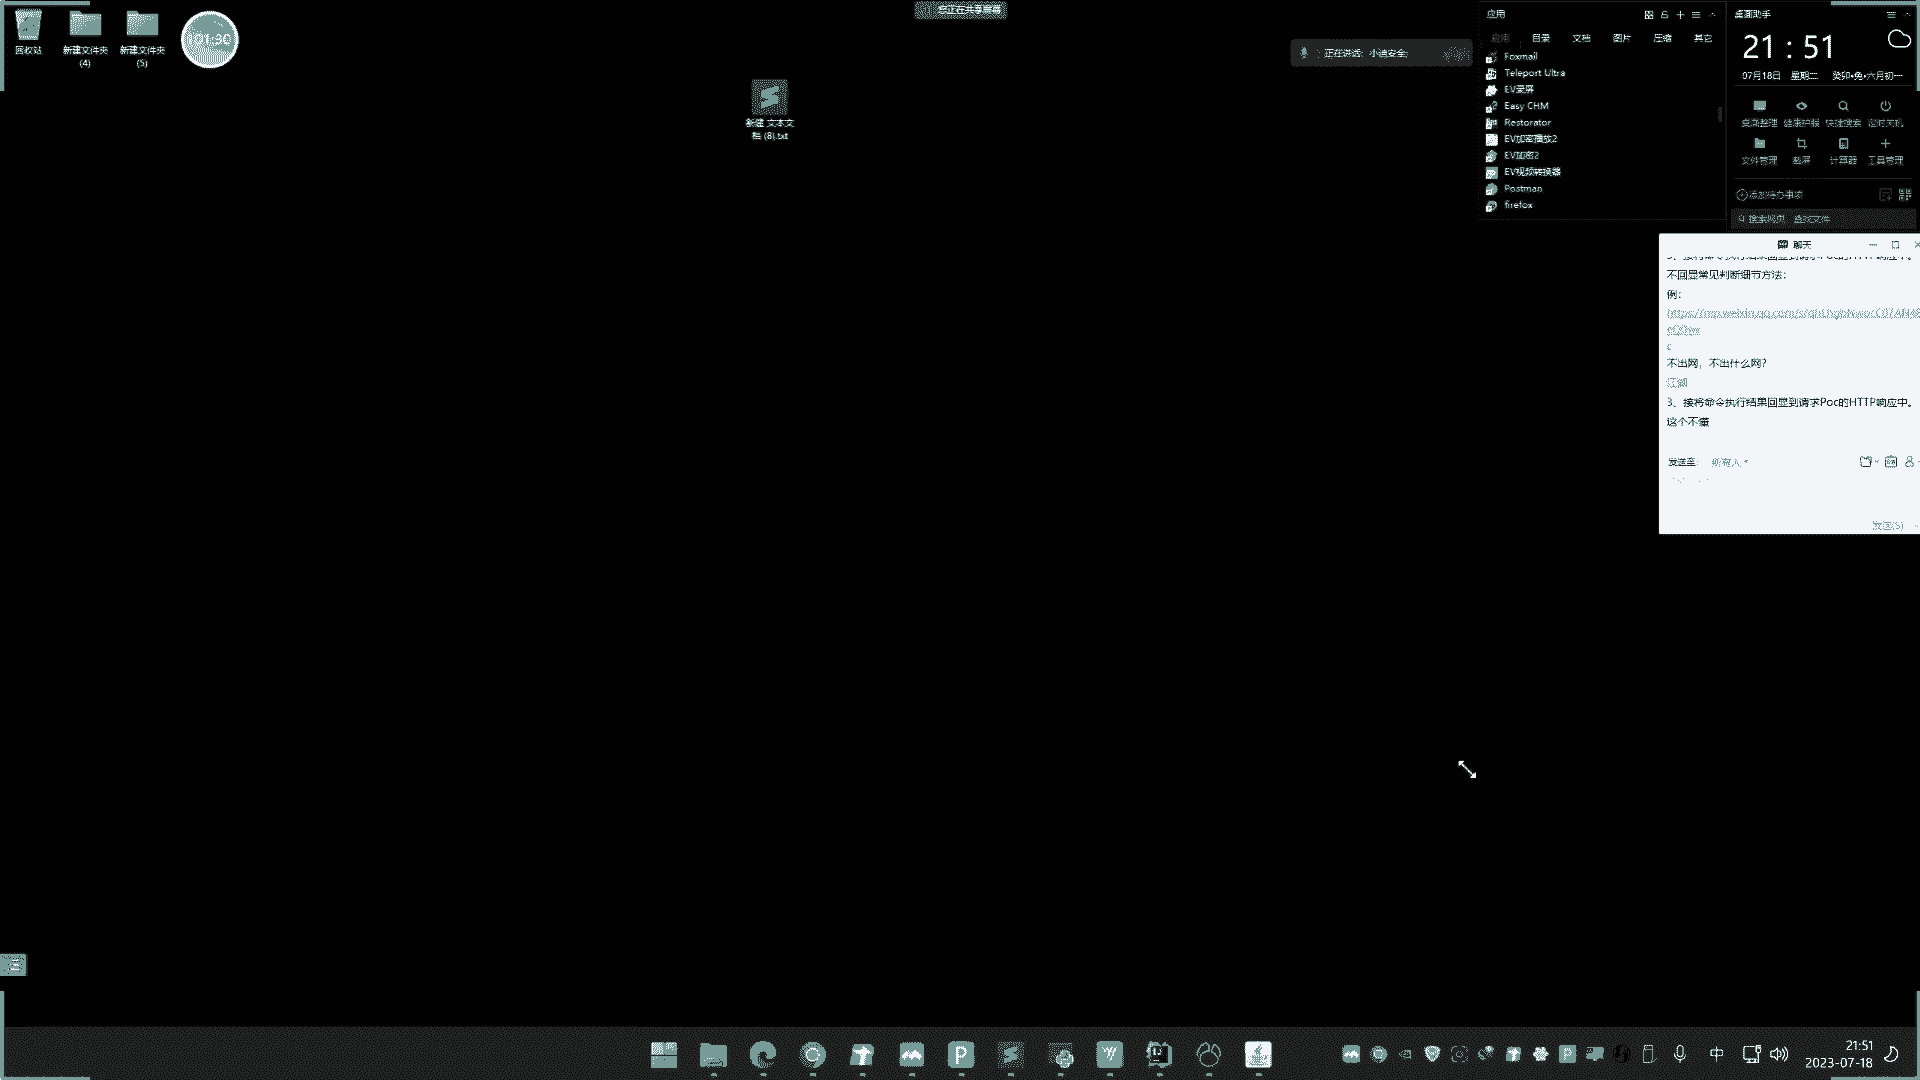 回收站
新建文件夹
(4)
新建文件夹
(5)
01:30
您正在共享屏幕
新建 文本文
档 (8).txt
正在讲话: 小迪安全;
应用
应用 目录 文档 图片 压缩 其它
Foxmail
Teleport Ultra
EV录屏
Easy CHM
Restorator
EV加密播放2
EV加密2
EV视频转换器
Postman
firefox
桌面助手
21 : 51
07月18日 星期二 癸卯•兔•六月初一
桌面整理 健康护眼 快捷搜索 定时关机
文件管理 截屏 计算器 工具管理
添加待办事项
搜索网页、查找文件
聊天
不回显常见判断细节方法:
例:
不出网，不出什么网?
江湖
3、接将命令执行结果回显到请求Poc的HTTP响应中。
这个不懂
发送至: 所有人
发送(S)
中
21:51
2023-07-18